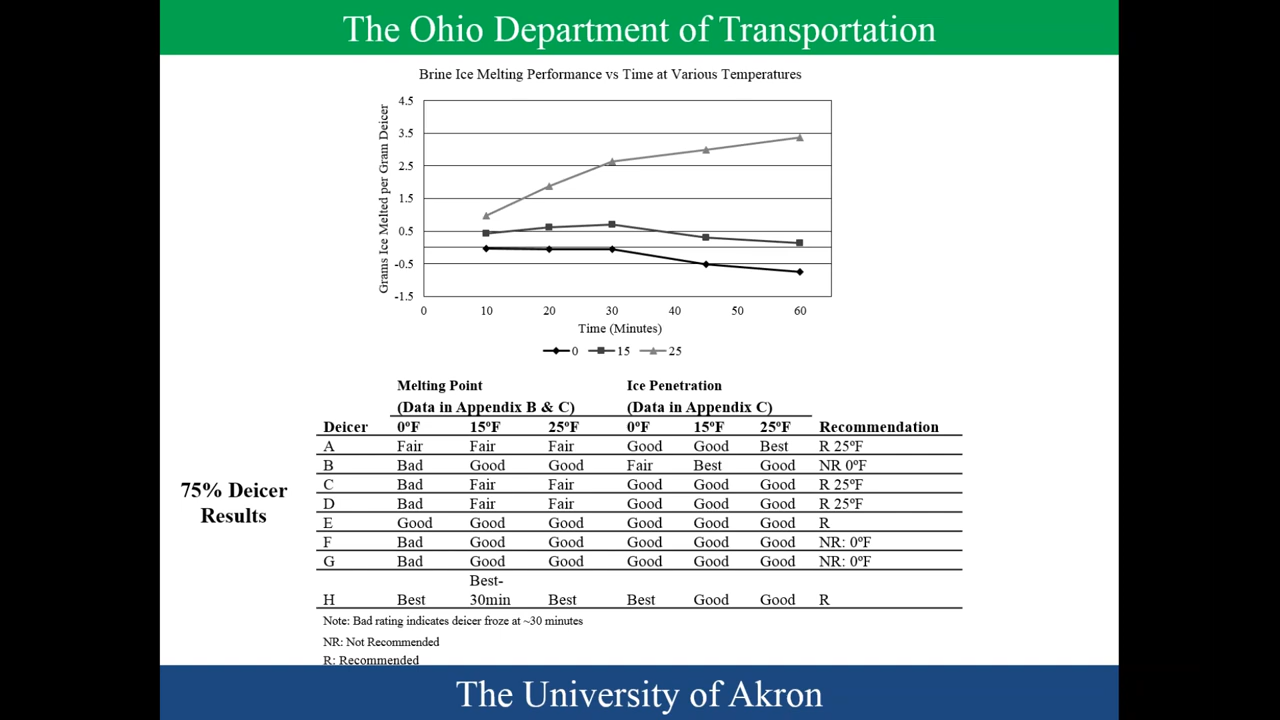 The Ohio Department of Transportation
Brine Ice Melting Performance vs Time at Various Temperatures
Grams Ice Melted per Gram Deicer
4.5
3.5
2.5
1.5
0.5
-0.5
-1.5
0 10 20 30 40 50 60
Time (Minutes)
0 15 25
Melting Point Ice Penetration
(Data in Appendix B & C) (Data in Appendix C)
Deicer 0ºF 15ºF 25ºF 0ºF 15ºF 25ºF Recommendation
A Fair Fair Fair Good Good Best R 25ºF
B Bad Good Good Fair Best Good NR 0ºF
C Bad Fair Fair Good Good Good R 25ºF
D Bad Fair Fair Good Good Good R 25ºF
E Good Good Good Good Good Good R
F Bad Good Good Good Good Good NR: 0ºF
G Bad Good Good Good Good Good NR: 0ºF
Best-
H Best 30min Best Best Good Good R
75% Deicer
Results
Note: Bad rating indicates deicer froze at ~30 minutes
NR: Not Recommended
R: Recommended
The University of Akron